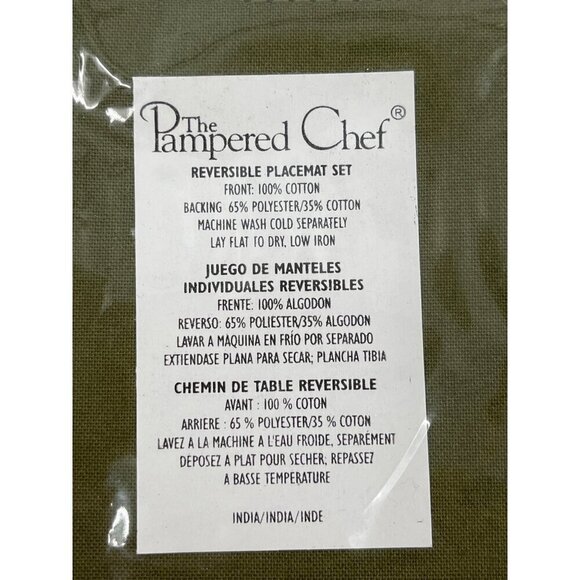 The
Pampered Chef®
REVERSIBLE PLACEMAT SET
FRONT: 100% COTTON
BACKING 65% POLYESTER/35% COTTON
MACHINE WASH COLD SEPARATELY
LAY FLAT TO DRY, LOW IRON
JUEGO DE MANTELES
INDIVIDUALES REVERSIBLES
FRENTE: 100% ALGODON
REVERSO: 65% POLIESTER/35% ALGODON
LAVAR A MAQUINA EN FRÍO POR SEPARADO
EXTIENDASE PLANA PARA SECAR; PLANCHA TIBIA
CHEMIN DE TABLE REVERSIBLE
AVANT : 100 % COTON
ARRIERE : 65 % POLYESTER/35 % COTON
LAVEZ A LA MACHINE A L'EAU FROIDE, SEPARÉMENT
DÉPOSEZ A PLAT POUR SECHER; REPASSEZ
A BASSE TEMPERATURE
INDIA/INDIA/INDE